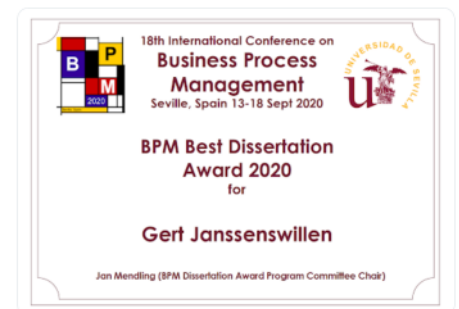 18th International Conference on
Business Process
Management
Seville, Spain 13-18 Sept 2020
B P
M
2020
UNIVERSIDAD DE SEVILLA
BPM Best Dissertation
Award 2020
for
Gert Janssenswillen
Jan Mendling (BPM Dissertation Award Program Committee Chair)